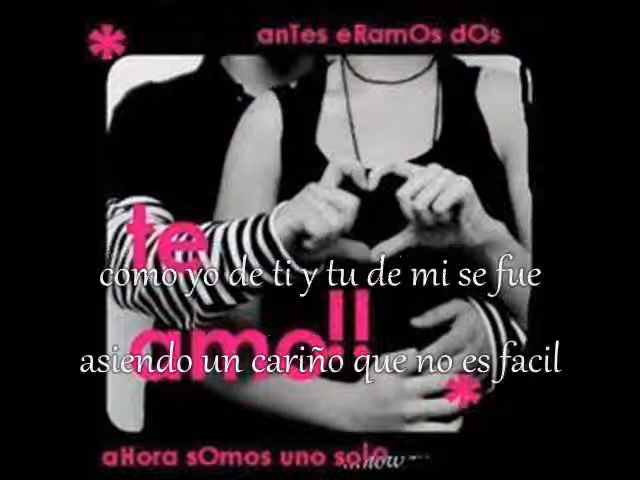 anTes eRamOs dOs
te
como yo de ti y tu de mi se fue
amo!!
asiendo un cariño que no es facil
aHora sOmos uno solo
...now